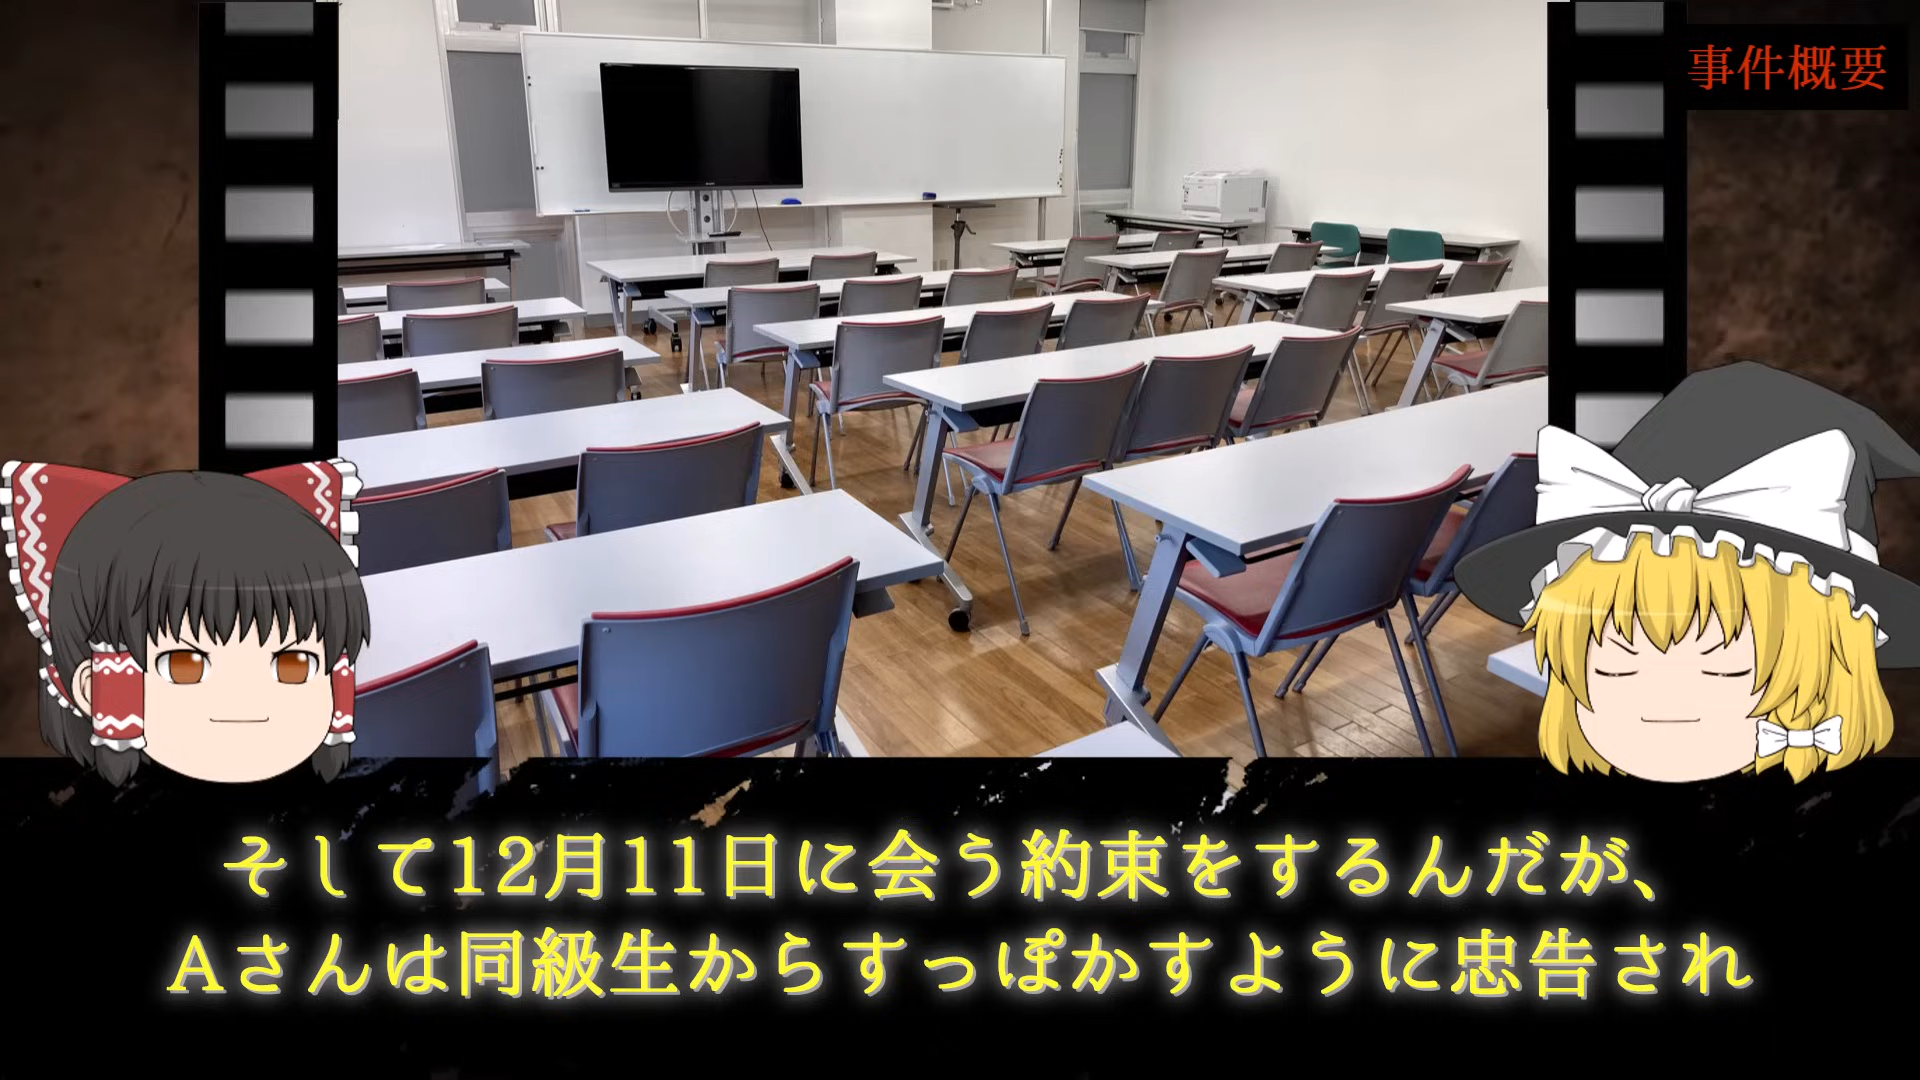 事件概要
そして12月11日に会う約束をするんだが、
Aさんは同級生からすっぽかすように忠告され